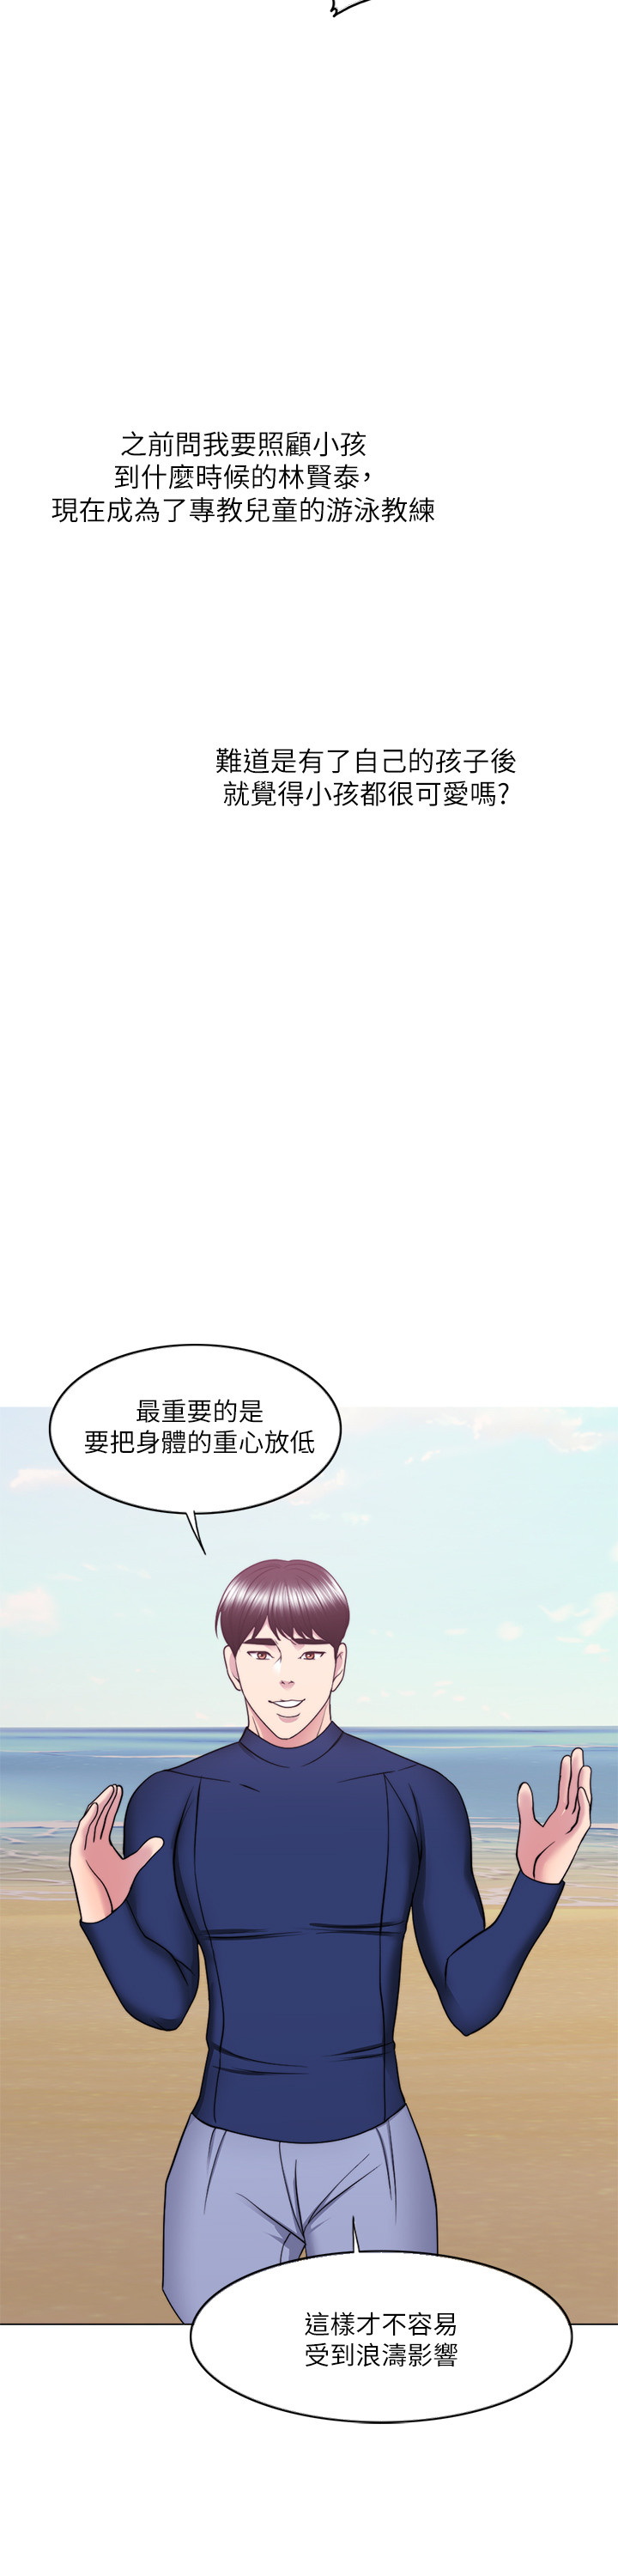 之前問我要照顧小孩
到什麼時候的林賢泰，
現在成為了專教兒童的游泳教練
難道是有了自己的孩子後
就覺得小孩都很可愛嗎?
最重要的是
要把身體的重心放低
這樣才不容易
受到浪濤影響